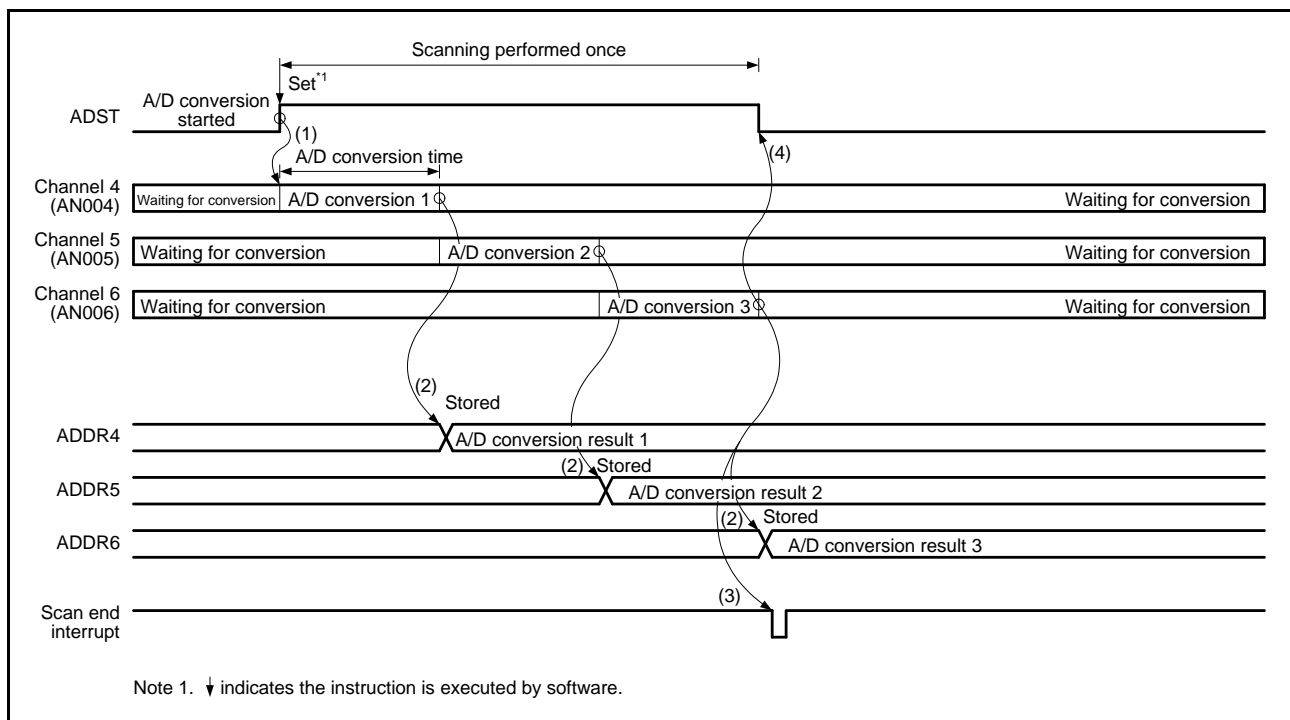 Scanning performed once
Set*1
ADST
A/D conversion
started
(1)
A/D conversion time
(4)
Channel 4
(AN004)
Waiting for conversion
A/D conversion 1
Waiting for conversion
Channel 5
(AN005)
Waiting for conversion
A/D conversion 2
Waiting for conversion
Channel 6
(AN006)
Waiting for conversion
A/D conversion 3
Waiting for conversion
(2)
Stored
ADDR4
A/D conversion result 1
(2)
Stored
ADDR5
A/D conversion result 2
(2)
Stored
ADDR6
A/D conversion result 3
(3)
Scan end
interrupt
Note 1. ↓ indicates the instruction is executed by software.